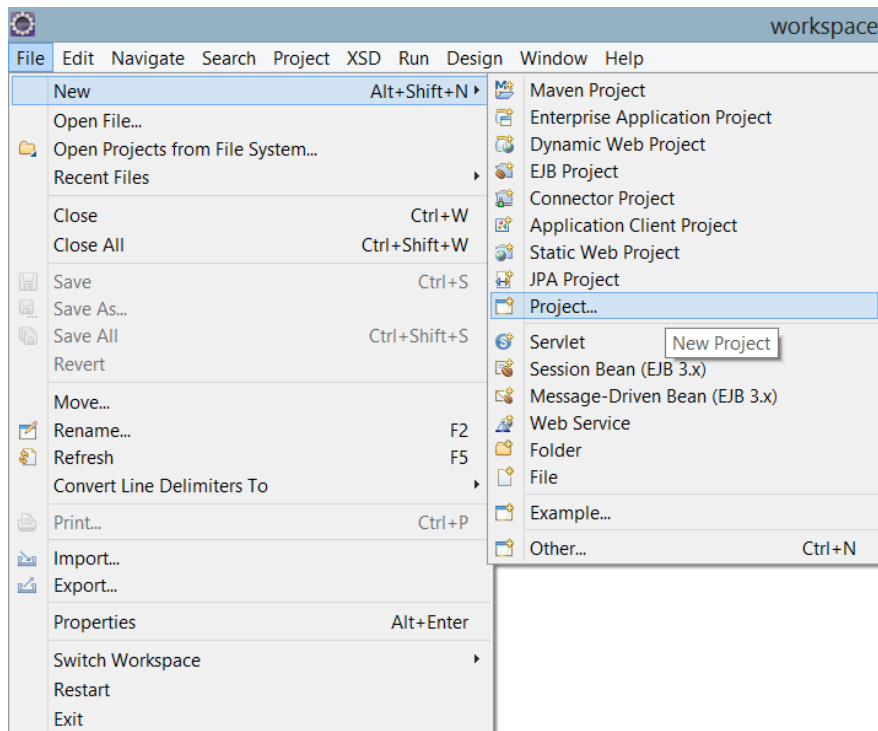 workspace
File Edit Navigate Search Project XSD Run Design Window Help
New Alt+Shift+N
Open File...
Open Projects from File System...
Recent Files
Close Ctrl+W
Close All Ctrl+Shift+W
Save Ctrl+S
Save As...
Save All Ctrl+Shift+S
Revert
Move...
Rename... F2
Refresh F5
Convert Line Delimiters To
Print... Ctrl+P
Import...
Export...
Properties Alt+Enter
Switch Workspace
Restart
Exit
Maven Project
Enterprise Application Project
Dynamic Web Project
EJB Project
Connector Project
Application Client Project
Static Web Project
JPA Project
Project...
Servlet
New Project
Session Bean (EJB 3.x)
Message-Driven Bean (EJB 3.x)
Web Service
Folder
File
Example...
Other... Ctrl+N